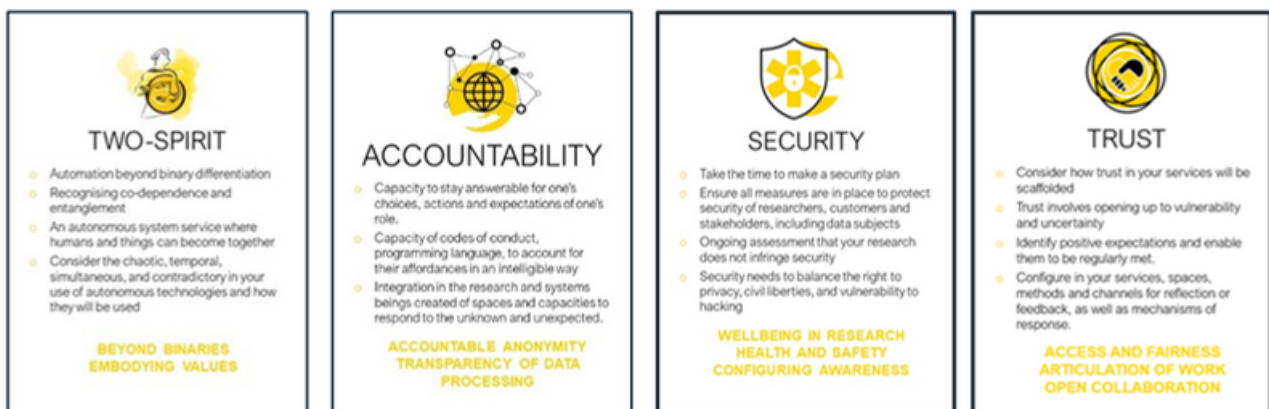 TWO-SPIRIT
Automation beyond binary differentiation
Recognising co-dependence and
entanglement
An autonomous system service where
humans and things can become together
Consider the chaotic, temporal,
simultaneous, and contradictory in your
use of autonomous technologies and how
they will be used
BEYOND BINARIES
EMBODYING VALUES
ACCOUNTABILITY
Capacity to stay answerable for one's
choices, actions and expectations of one's
role.
Capacity of codes of conduct,
programming language, to account for
their affordances in an intelligible way
Integration in the research and systems
beings created of spaces and capacities to
respond to the unknown and unexpected.
ACCOUNTABLE ANONYMITY
TRANSPARENCY OF DATA
PROCESSING
SECURITY
Take the time to make a security plan
Ensure all measures are in place to protect
security of researchers, customers and
stakeholders, including data subjects
Ongoing assessment that your research
does not infringe security
Security needs to balance the right to
privacy, civil liberties, and vulnerability to
hacking
WELLBEING IN RESEARCH
HEALTH AND SAFETY
CONFIGURING AWARENESS
TRUST
Consider how trust in your services will be
scaffolded
Trust involves opening up to vulnerability
and uncertainty
Identify positive expectations and enable
them to be regularly met.
Configure in your services, spaces,
methods and channels for reflection or
feedback, as well as mechanisms of
response.
ACCESS AND FAIRNESS
ARTICULATION OF WORK
OPEN COLLABORATION